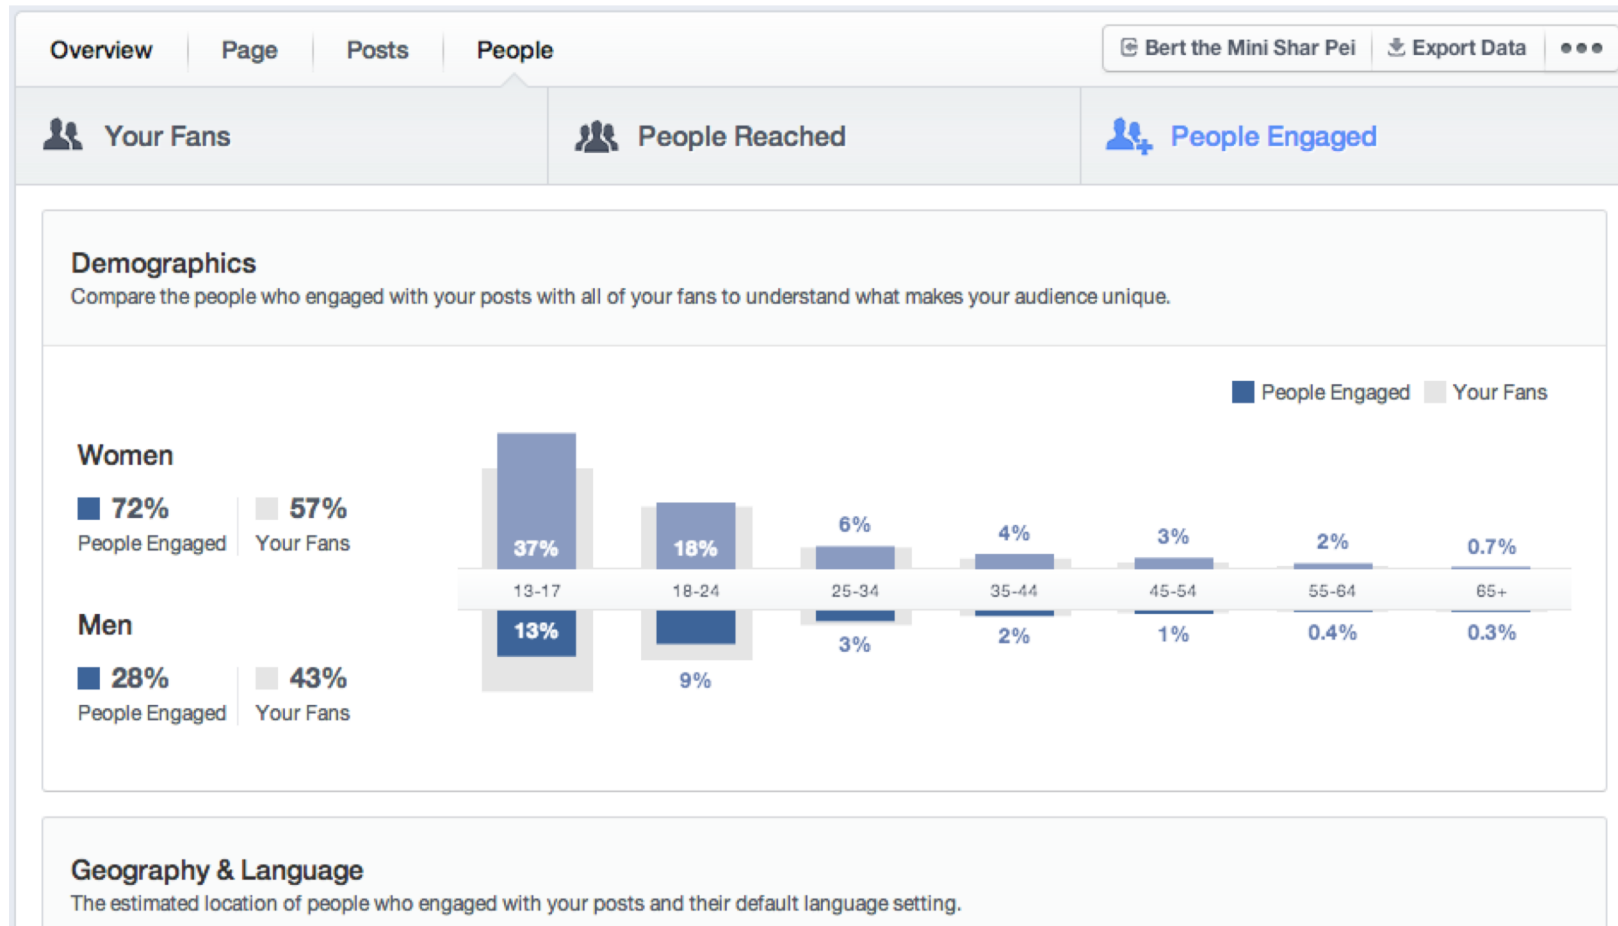 Overview Page Posts People Bert the Mini Shar Pei Export Data
Your Fans People Reached People Engaged
Demographics
Compare the people who engaged with your posts with all of your fans to understand what makes your audience unique.
People Engaged Your Fans
Women
72% 57%
People Engaged Your Fans
37% 18% 6% 4% 3% 2% 0.7%
13-17 18-24 25-34 35-44 45-54 55-64 65+
Men
13% 9% 3% 2% 1% 0.4% 0.3%
28% 43%
People Engaged Your Fans
Geography & Language
The estimated location of people who engaged with your posts and their default language setting.